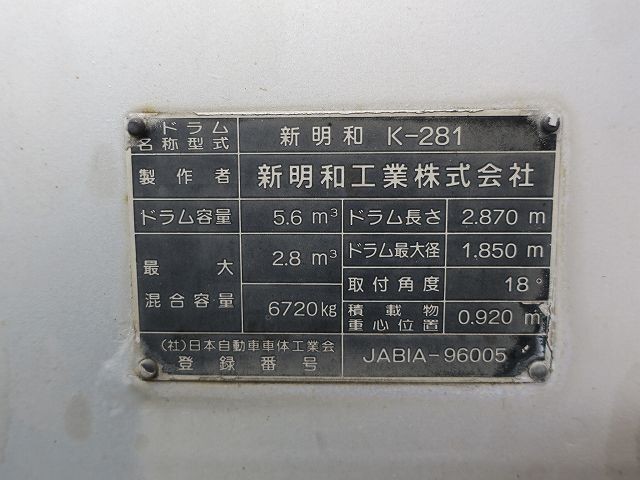 ドラム
名称型式
新明和 K-281
製作者
新明和工業株式会社
ドラム容量
5.6 m³
ドラム長さ
2.870 m
最大
混合容量
2.8 m³
6720kg
ドラム最大径
1.850 m
取付角度
18°
積載物
重心位置
0.920 m
(社)日本自動車車体工業会
登録番号
JABIA-96005